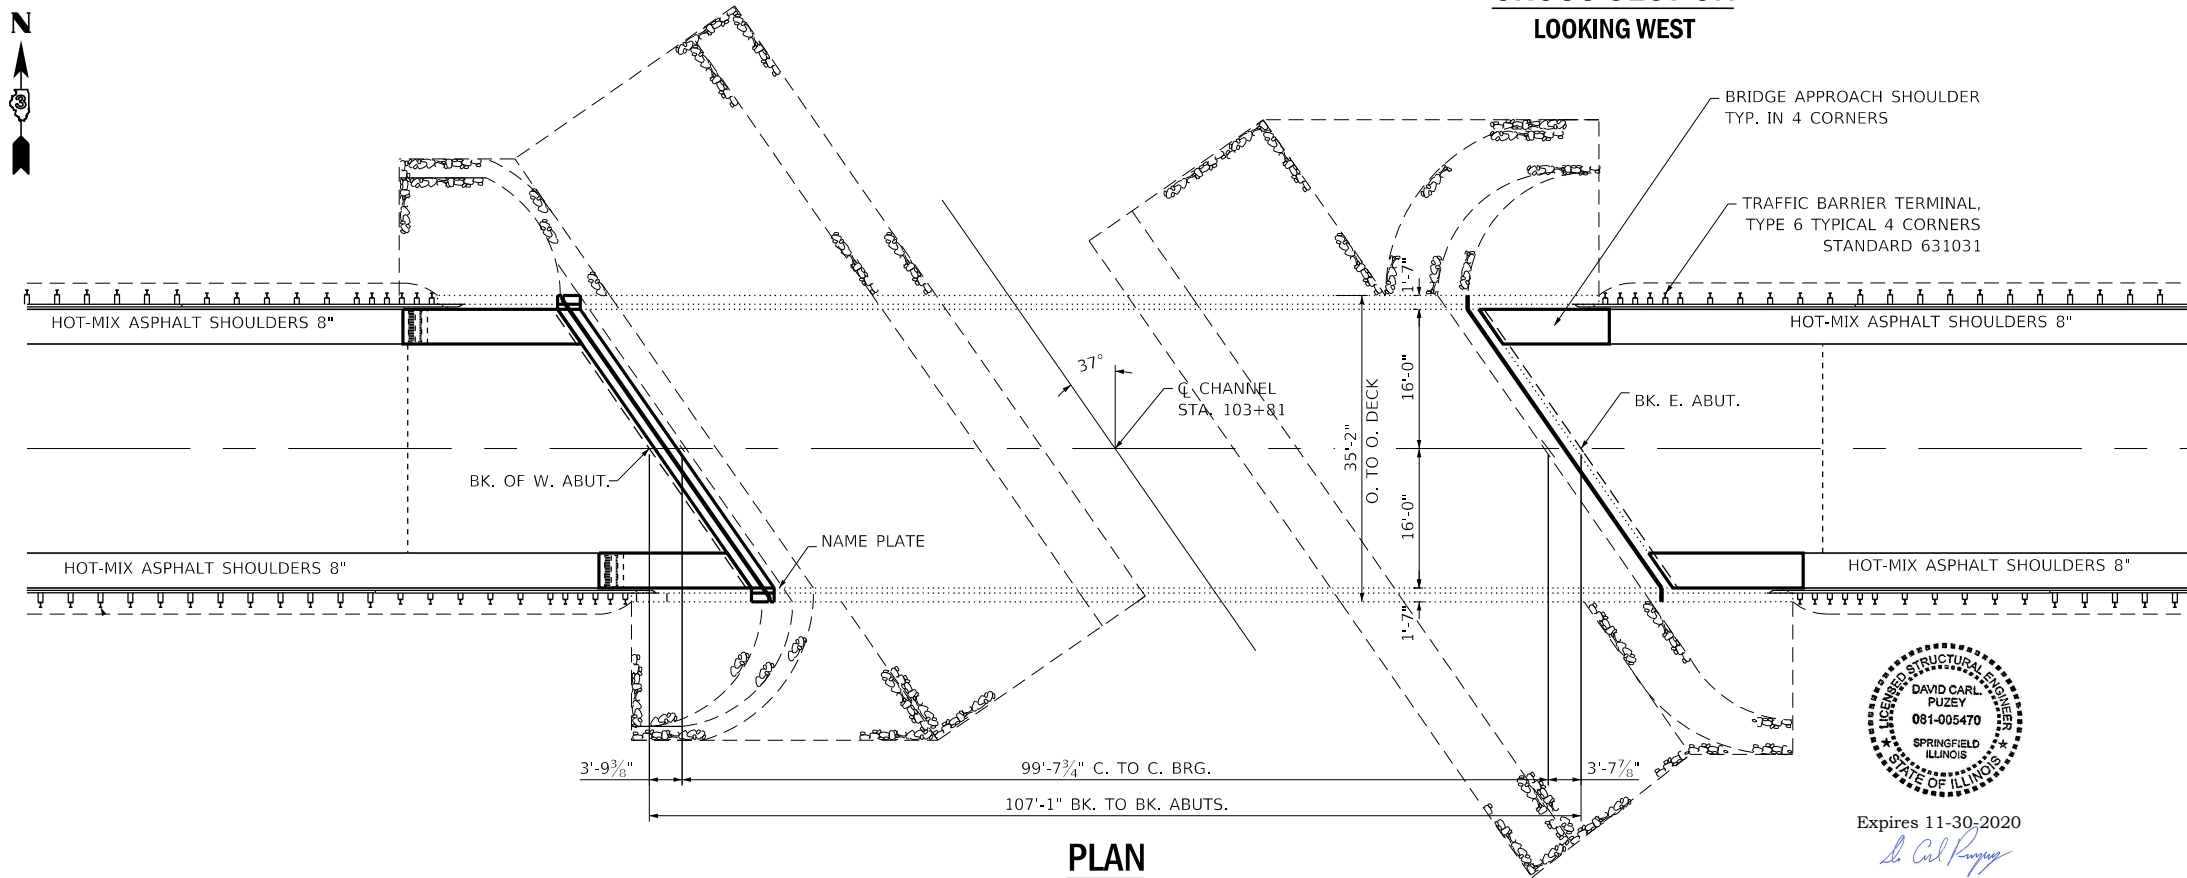 LOOKING WEST
N
3
BRIDGE APPROACH SHOULDER
TYP. IN 4 CORNERS
TRAFFIC BARRIER TERMINAL,
TYPE 6 TYPICAL 4 CORNERS
STANDARD 631031
HOT-MIX ASPHALT SHOULDERS 8"
HOT-MIX ASPHALT SHOULDERS 8"
1'-7"
37°
℄ CHANNEL
STA. 103+81
35'-2"
O. TO O. DECK
16'-0"
16'-0"
1'-7"
BK. E. ABUT.
BK. OF W. ABUT.
NAME PLATE
HOT-MIX ASPHALT SHOULDERS 8"
HOT-MIX ASPHALT SHOULDERS 8"
3'-9⅜"
99'-7¾" C. TO C. BRG.
3'-7⅞"
107'-1" BK. TO BK. ABUTS.
PLAN
LICENSED STRUCTURAL ENGINEER
DAVID CARL
PUZEY
081-005470
SPRINGFIELD
ILLINOIS
STATE OF ILLINOIS
Expires 11-30-2020